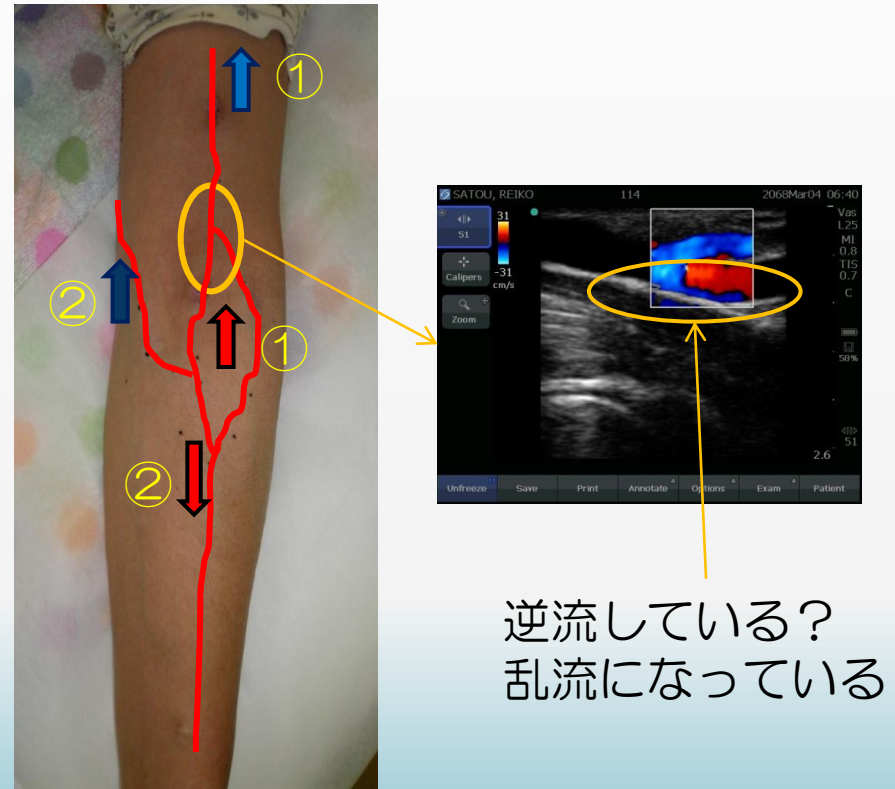 ①
②
①
②
SATOU, REIKO 114 2068Mar04 06:40
51
31
-31
cm/s
Calipers
Zoom
Vas
L25
MI
0.8
TIS
0.7
C
58%
51
2.6
Unfreeze Save Print Annotate Options Exam Patient
逆流している？
乱流になっている